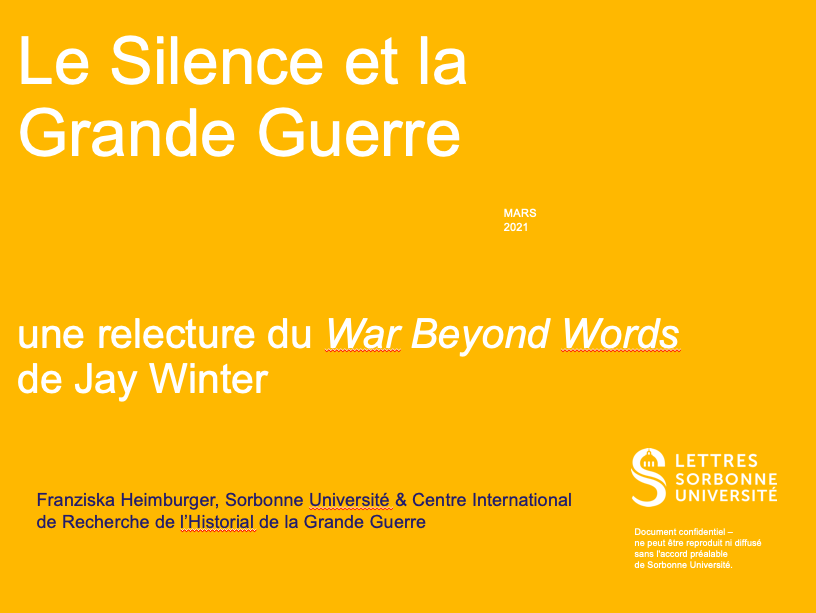 Le Silence et la
Grande Guerre
MARS
2021
une relecture du War Beyond Words
de Jay Winter
Franziska Heimburger, Sorbonne Université & Centre International
de Recherche de l'Historial de la Grande Guerre
LETTRES
SORBONNE
UNIVERSITÉ
Document confidentiel –
ne peut être reproduit ni diffusé
sans l'accord préalable
de Sorbonne Université.